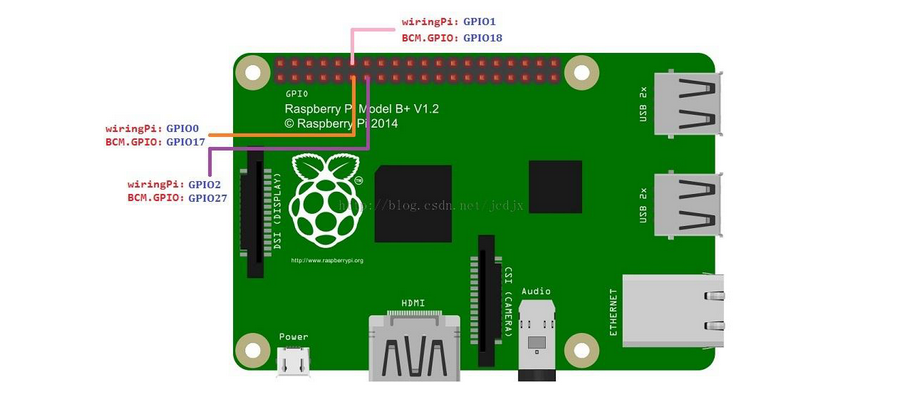 wiringPi: GPIO1
BCM.GPIO: GPIO18
GPIO
Raspberry Pi Model B+ V1.2
© Raspberry Pi 2014
wiringPi: GPIO0
BCM.GPIO: GPIO17
wiringPi: GPIO2
BCM.GPIO: GPIO27
USB 2x
USB 2x
DSI (DISPLAY)
TM
http://blog.csdn.net/jcdjx
http://www.raspberrypi.org
CSI (CAMERA)
Audio
HDMI
ETHERNET
Power